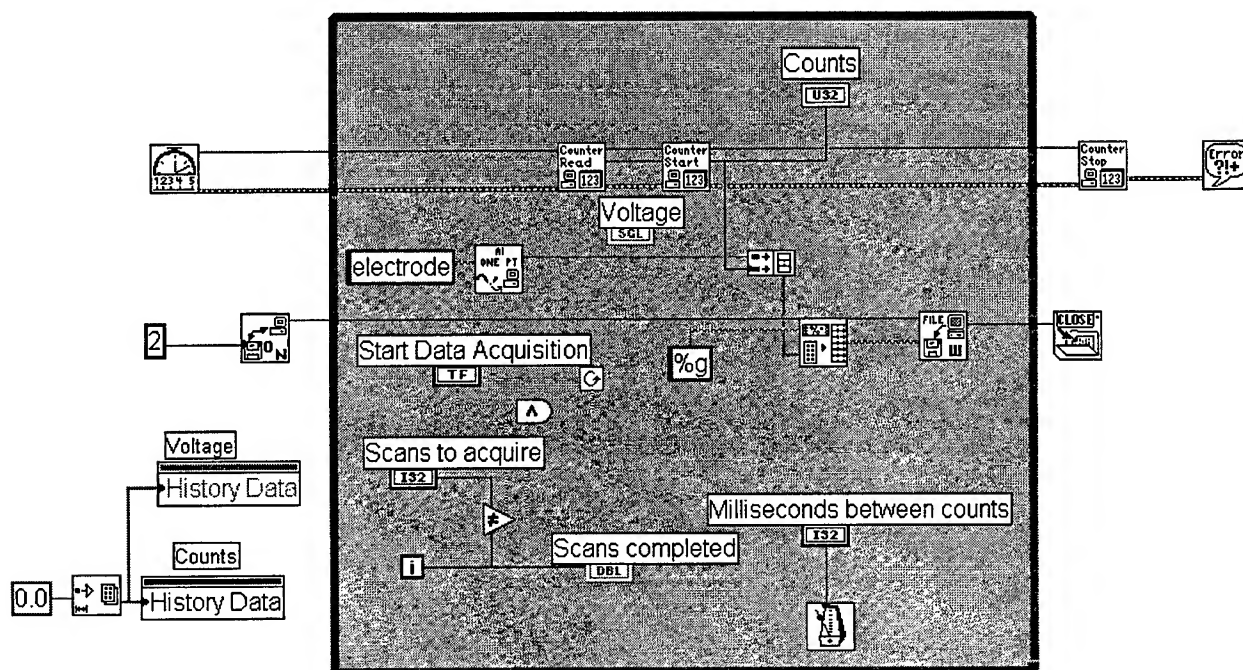 Counts
U32
1234 5
Counter
Read
123
Counter
Start
123
Counter
Stop
123
Error
?!+
Voltage
SGL
electrode
AI
ONE PT
2
N
Start Data Acquisition
TF
%g
FILE
CLOSE
Λ
Scans to acquire
I32
≠
i
Scans completed
DBL
Milliseconds between counts
I32
Voltage
History Data
Counts
0.0
History Data